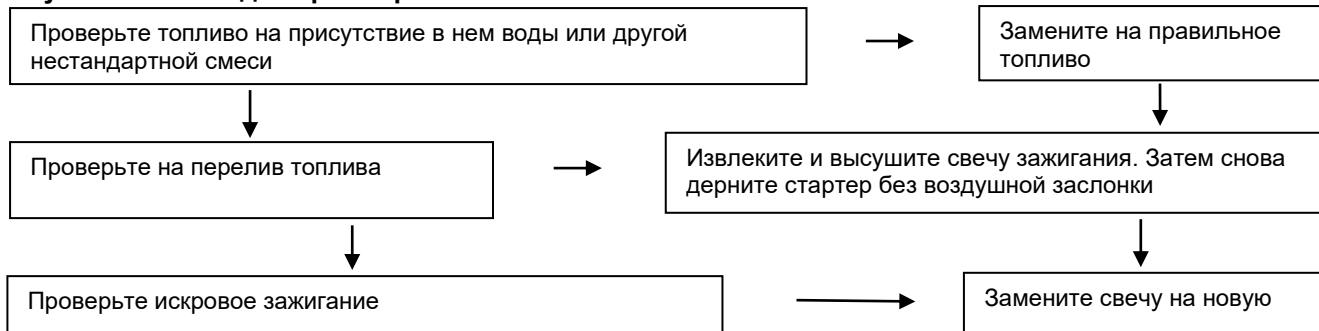 Проверьте топливо на присутствие в нем воды или другой
нестандартной смеси
Замените на правильное
топливо
Проверьте на перелив топлива
Извлеките и высушите свечу зажигания. Затем снова
дерните стартер без воздушной заслонки
Проверьте искровое зажигание
Замените свечу на новую